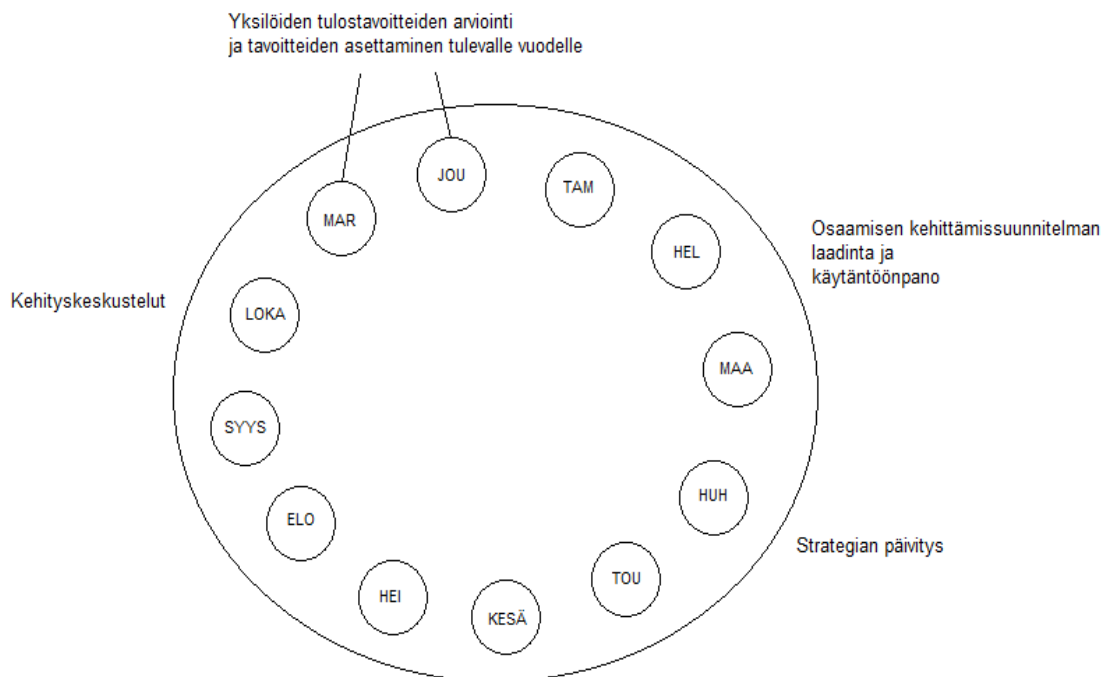 Yksilöiden tulostavoitteiden arviointi
ja tavoitteiden asettaminen tulevalle vuodelle
JOU
TAM
MAR
HEL
Osaamisen kehittämissuunnitelman
laadinta ja
käytäntöönpano
Kehityskeskustelut
LOKA
MAA
SYYS
HUH
ELO
Strategian päivitys
TOU
HEI
KESÄ